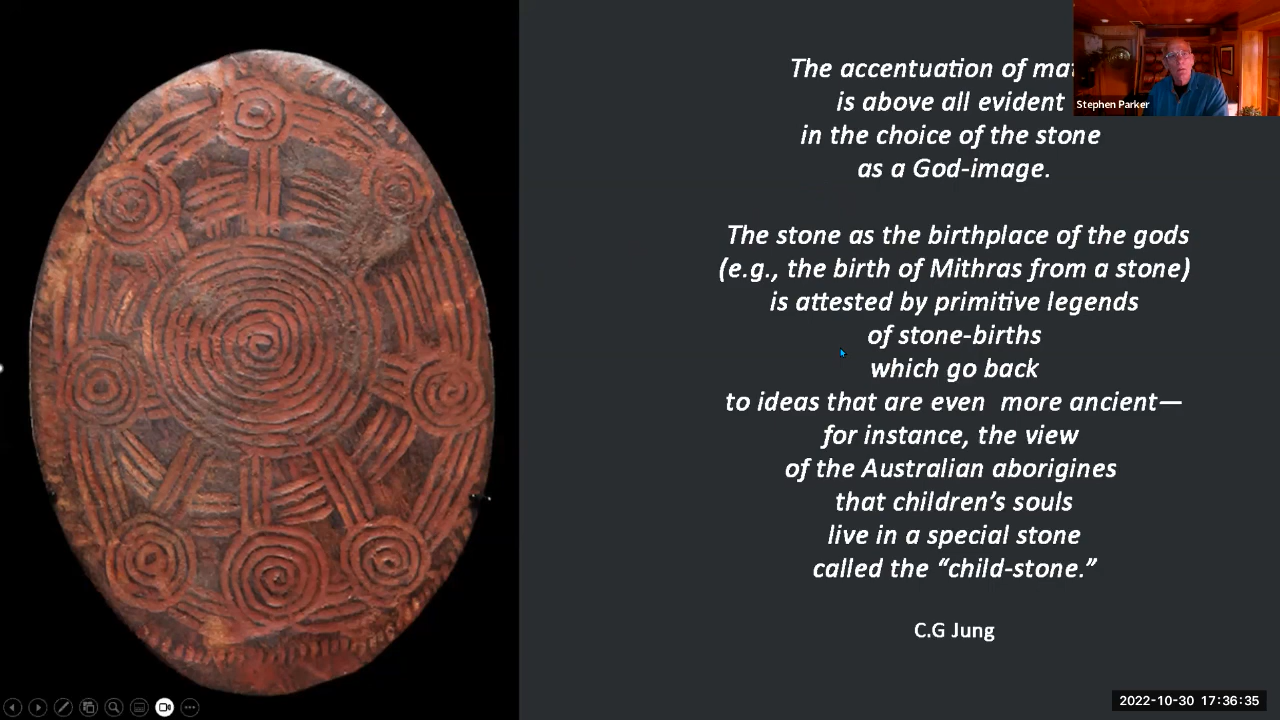 The accentuation of
is above all evident
in the choice of the stone
as a God-image.
Stephen Parker
The stone as the birthplace of the gods
(e.g., the birth of Mithras from a stone)
is attested by primitive legends
of stone-births
which go back
to ideas that are even  more ancient—
for instance, the view
of the Australian aborigines
that children’s souls
live in a special stone
called the “child-stone.”
C.G Jung
2022-10-30 17:36:35